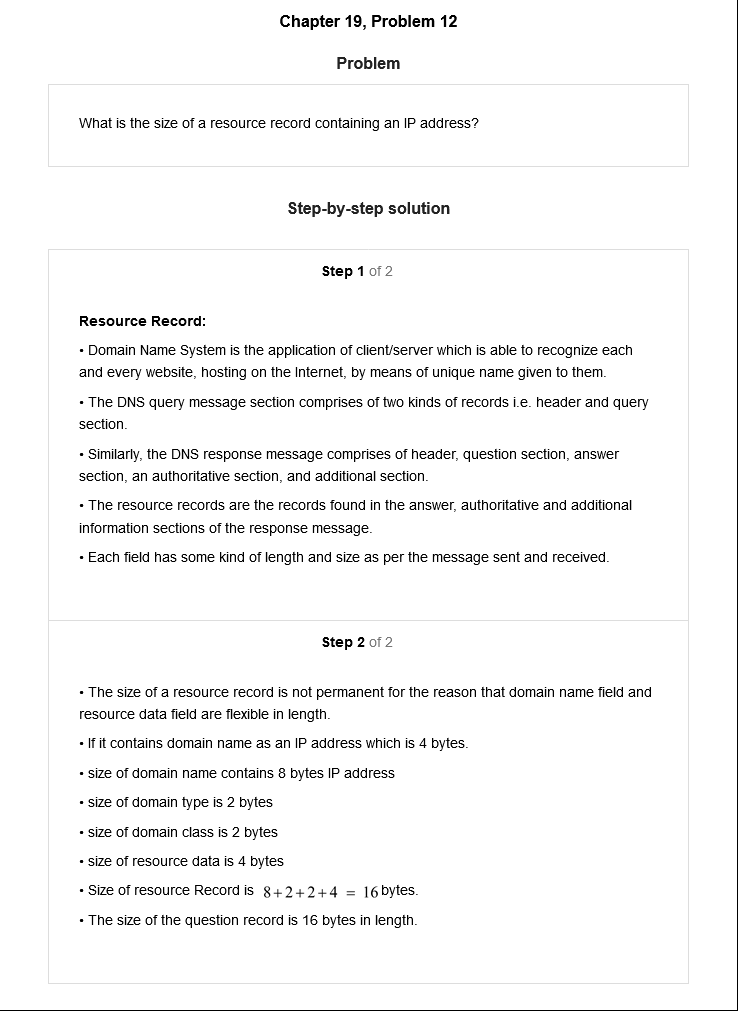 Chapter 19, Problem 12
Problem
What is the size of a resource record containing an IP address?
Step-by-step solution
Step 1 of 2
Resource Record:
• Domain Name System is the application of client/server which is able to recognize each
and every website, hosting on the Internet, by means of unique name given to them.
• The DNS query message section comprises of two kinds of records i.e. header and query
section.
• Similarly, the DNS response message comprises of header, question section, answer
section, an authoritative section, and additional section.
• The resource records are the records found in the answer, authoritative and additional
information sections of the response message.
• Each field has some kind of length and size as per the message sent and received.
Step 2 of 2
• The size of a resource record is not permanent for the reason that domain name field and
resource data field are flexible in length.
• If it contains domain name as an IP address which is 4 bytes.
• size of domain name contains 8 bytes IP address
• size of domain type is 2 bytes
• size of domain class is 2 bytes
• size of resource data is 4 bytes
• Size of resource Record is 8+2+2+4 = 16 bytes.
• The size of the question record is 16 bytes in length.